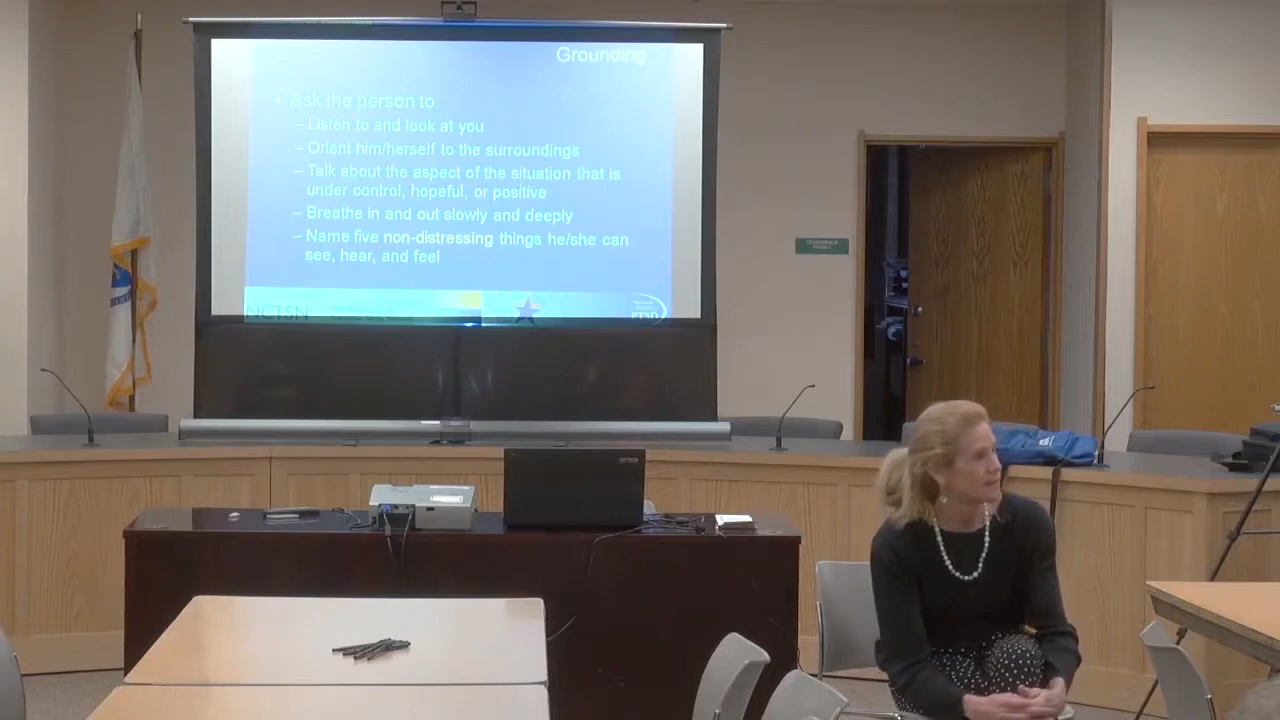 Grounding
• Ask the person to:
– Listen to and look at you
– Orient him/herself to the surroundings
– Talk about the aspect of the situation that is
under control, hopeful, or positive
– Breathe in and out slowly and deeply
– Name five non-distressing things he/she can
see, hear, and feel
NCTSN
PTSD